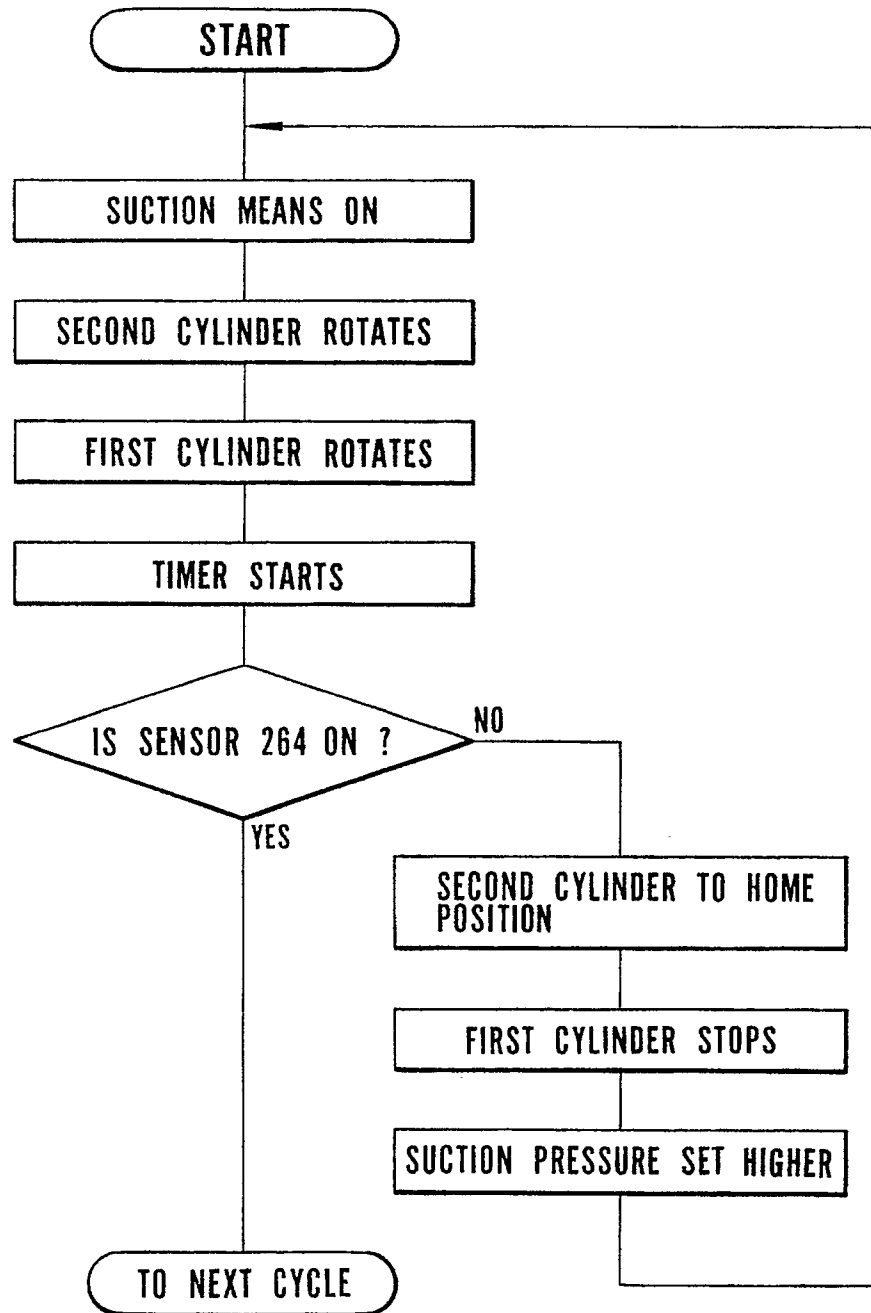 START
SUCTION MEANS ON
SECOND CYLINDER ROTATES
FIRST CYLINDER ROTATES
TIMER STARTS
IS SENSOR 264 ON ?
NO
YES
SECOND CYLINDER TO HOME
POSITION
FIRST CYLINDER STOPS
SUCTION PRESSURE SET HIGHER
TO NEXT CYCLE